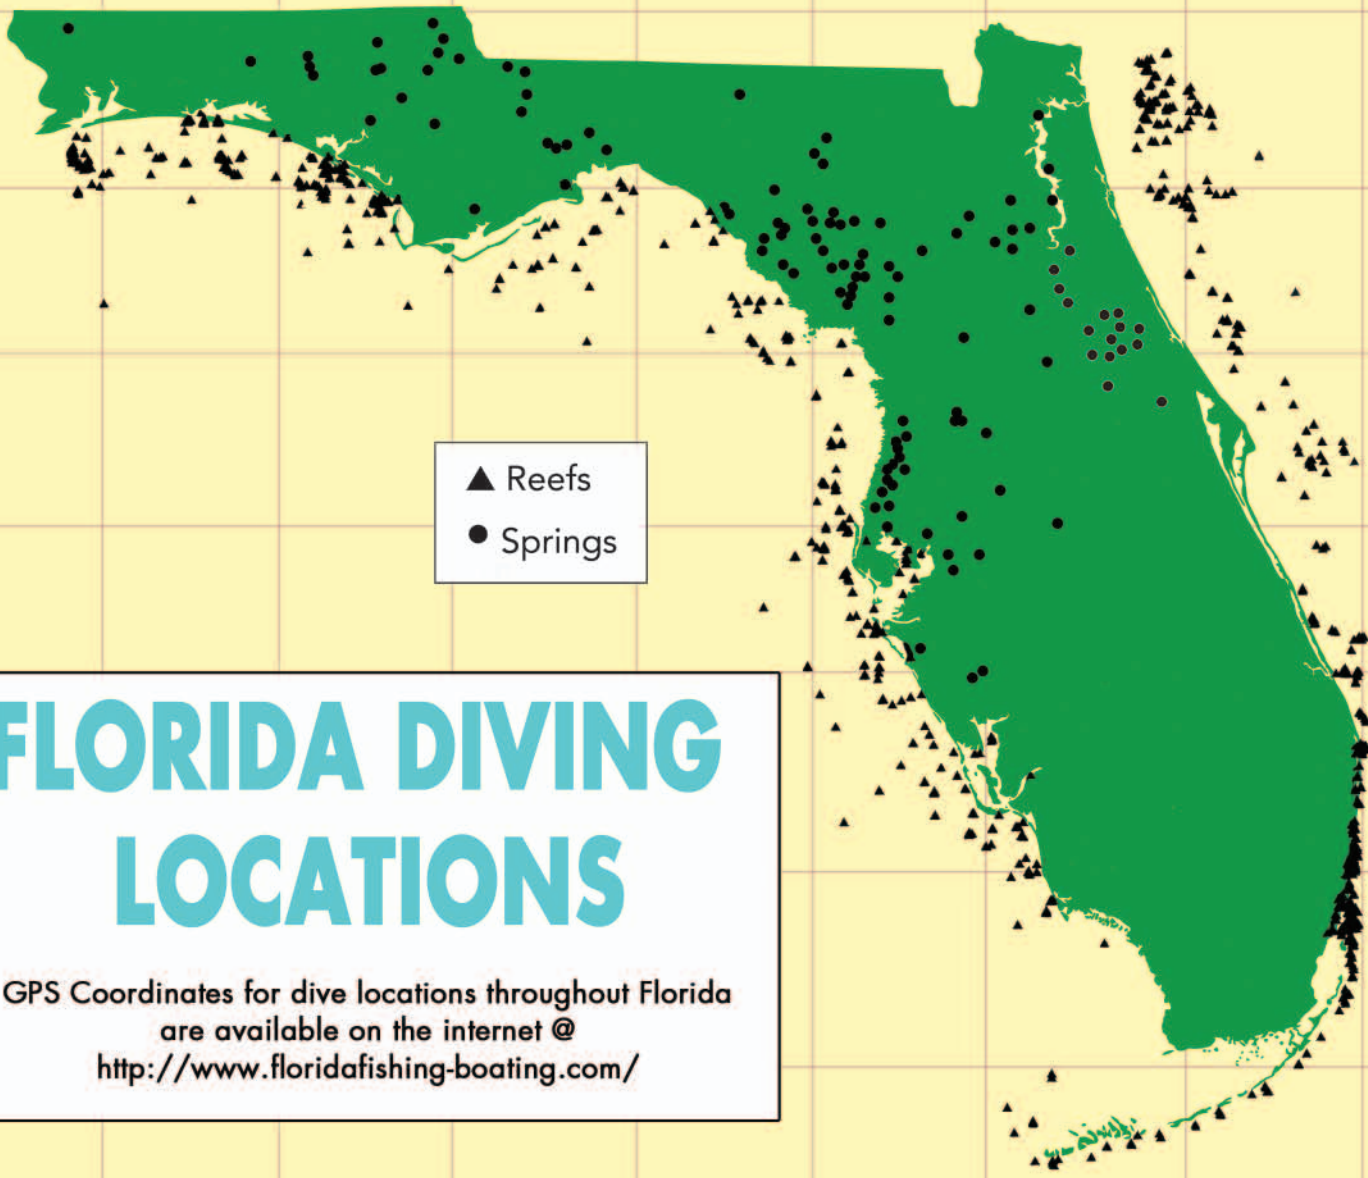 Reefs
Springs
FLORIDA DIVING
LOCATIONS
GPS Coordinates for dive locations throughout Florida
are available on the internet @
http://www.floridafishing-boating.com/